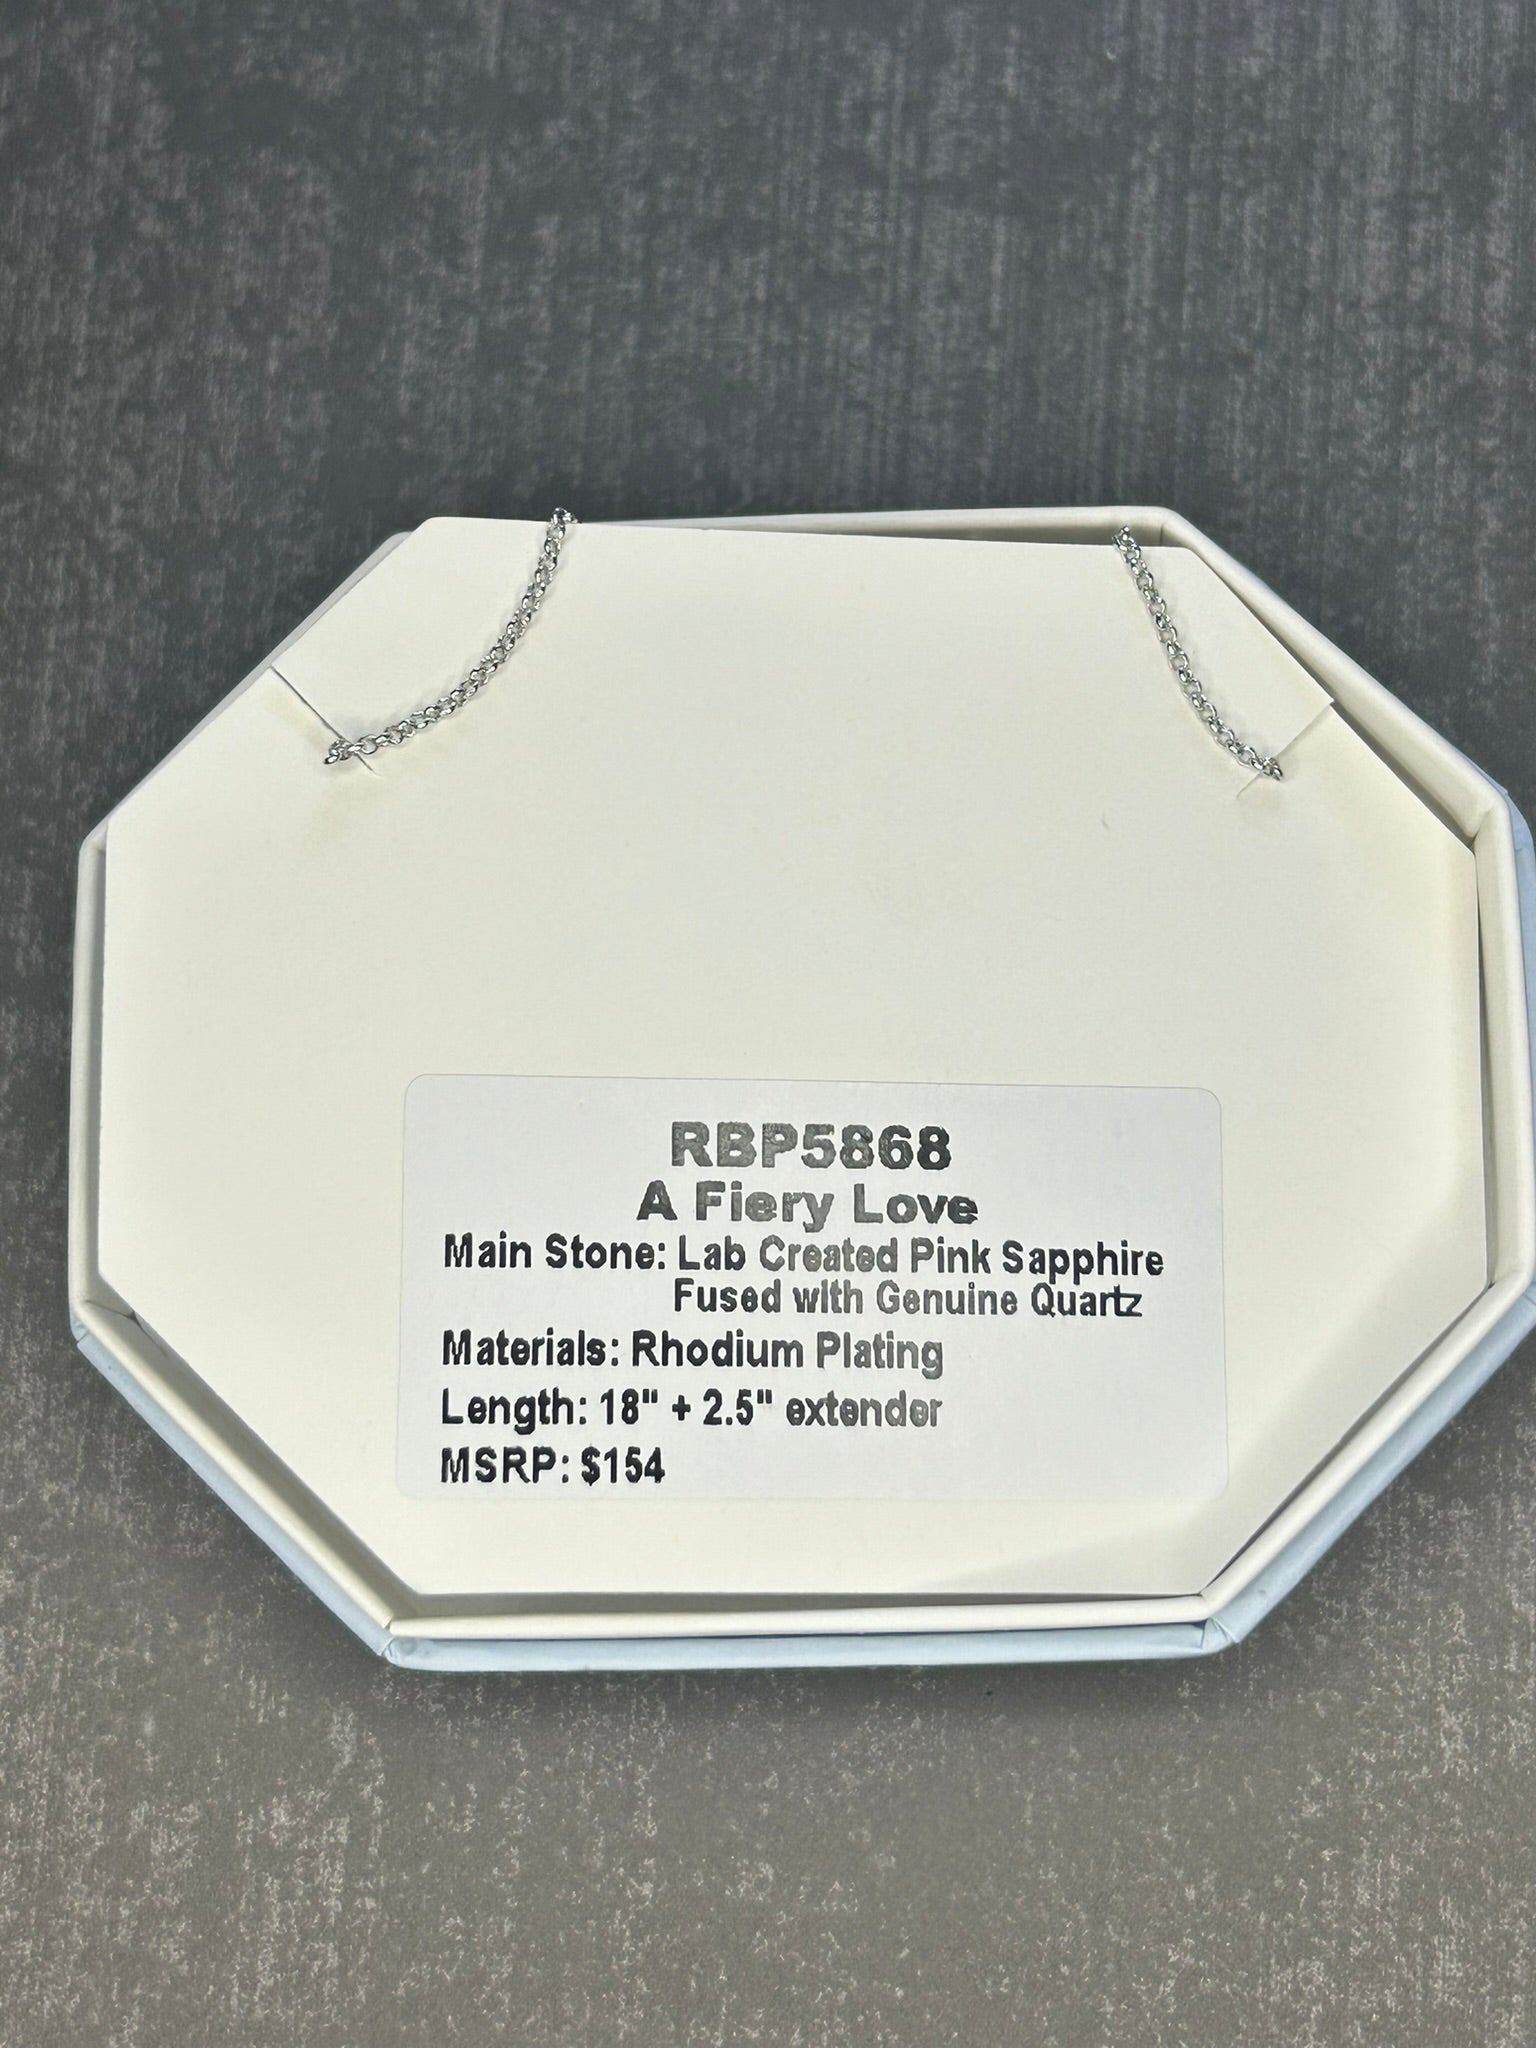 RBP5868
A Fiery Love
Main Stone: Lab Created Pink Sapphire
Fused with Genuine Quartz
Materials: Rhodium Plating
Length: 18" + 2.5" extender
MSRP: $154